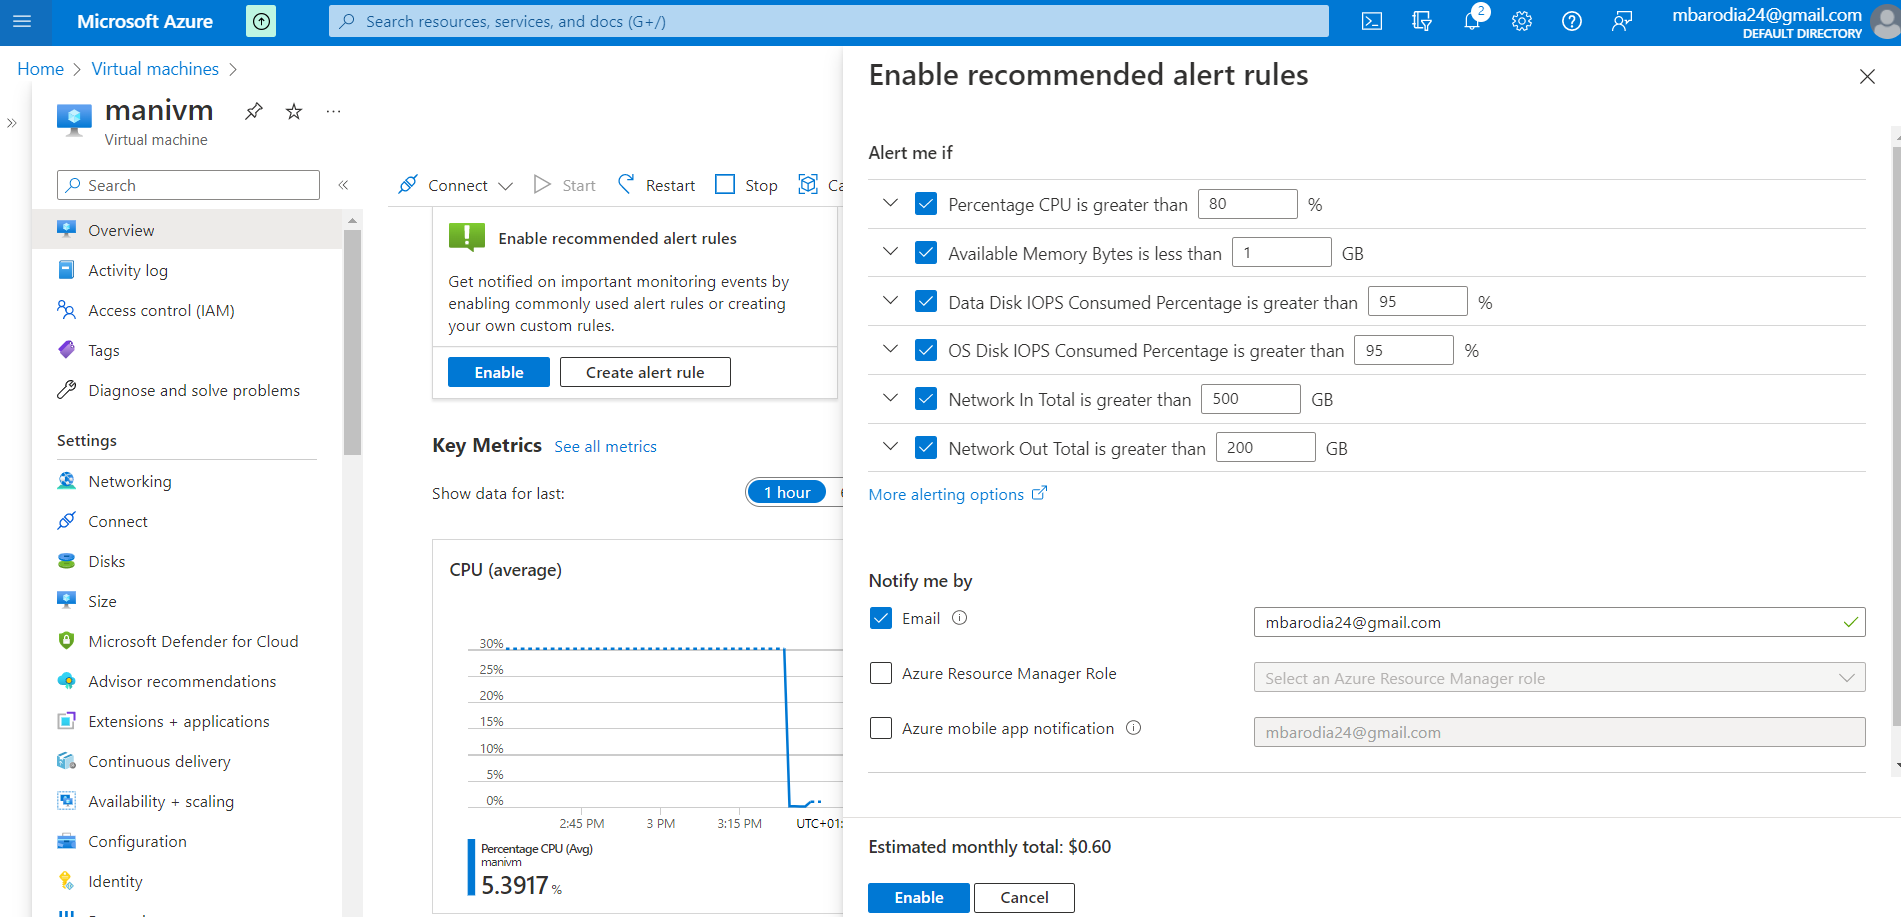 Microsoft Azure
Search resources, services, and docs (G+/)
2
mbarodia24@gmail.com
DEFAULT DIRECTORY
Home > Virtual machines >
manivm
Virtual machine
Search
Overview
Activity log
Access control (IAM)
Tags
Diagnose and solve problems
Settings
Networking
Connect
Disks
Size
Microsoft Defender for Cloud
Advisor recommendations
Extensions + applications
Continuous delivery
Availability + scaling
Configuration
Identity
Connect
Start
Restart
Stop
Ca
Enable recommended alert rules
Get notified on important monitoring events by
enabling commonly used alert rules or creating
your own custom rules.
Enable
Create alert rule
Key Metrics See all metrics
Show data for last:
1 hour
CPU (average)
30%
25%
20%
15%
10%
5%
0%
2:45 PM 3 PM 3:15 PM UTC+01:
Percentage CPU (Avg)
manivm
5.3917 %
Enable recommended alert rules
Alert me if
Percentage CPU is greater than 80 %
Available Memory Bytes is less than 1 GB
Data Disk IOPS Consumed Percentage is greater than 95 %
OS Disk IOPS Consumed Percentage is greater than 95 %
Network In Total is greater than 500 GB
Network Out Total is greater than 200 GB
More alerting options
Notify me by
Email mbarodia24@gmail.com
Azure Resource Manager Role Select an Azure Resource Manager role
Azure mobile app notification mbarodia24@gmail.com
Estimated monthly total: $0.60
Enable
Cancel